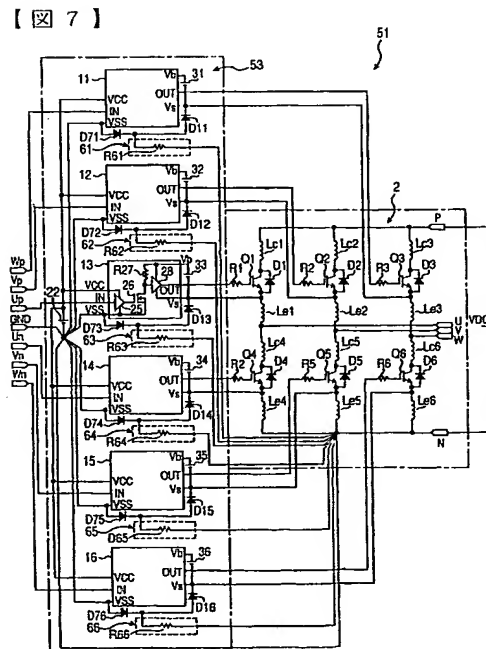 【図7】
51
53
11
Vb
31
OUT
VCC
Vs
IN
VSS
D71
D11
61
R61
12
Vb
32
OUT
VCC
Vs
IN
VSS
D72
D12
62
R62
2
P
Lc1
Lc2
Lc3
R1
Q1
D1
R2
Q2
D2
R3
Q3
D3
Le1
Le2
Le3
VDC
U
V
W
13
R27
28
Vb
33
26
VCC
IN
25
Vs
VSS
D73
D13
63
R63
Wp
Vp
Up
22
GND
Un
Vn
Wn
14
Vb
34
OUT
VCC
Vs
IN
VSS
D74
D14
64
R64
Lc4
Lc5
Lc6
R2
Q4
D4
R5
Q5
D5
R6
Q6
D6
Le4
Le5
Le6
N
15
Vb
35
OUT
VCC
Vs
IN
VSS
D75
D15
65
D65
16
Vb
36
OUT
VCC
Vs
IN
VSS
D76
D16
66
R66